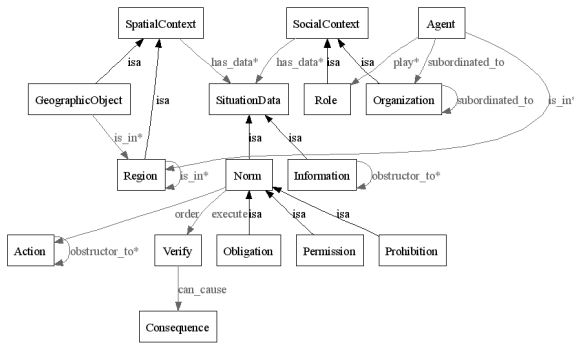 SpatialContext SocialContext Agent
isa has_data* has_data* isa isa play* subordinated_to
GeographicObject SituationData Role Organization subordinated_to
isa
is_in* isa isa is_in*
Region is_in* Norm Information obstructor_to*
order execute isa isa isa
Action obstructor_to* Verify Obligation Permission Prohibition
can_cause
Consequence